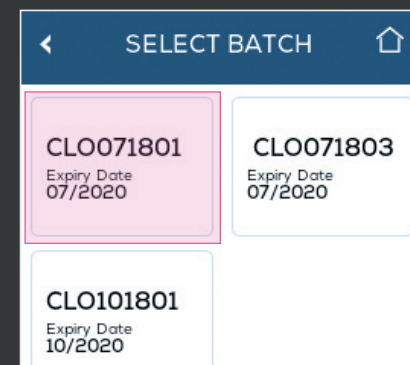 SELECT BATCH
CLO071801
Expiry Date
07/2020
CLO071803
Expiry Date
07/2020
CLO101801
Expiry Date
10/2020